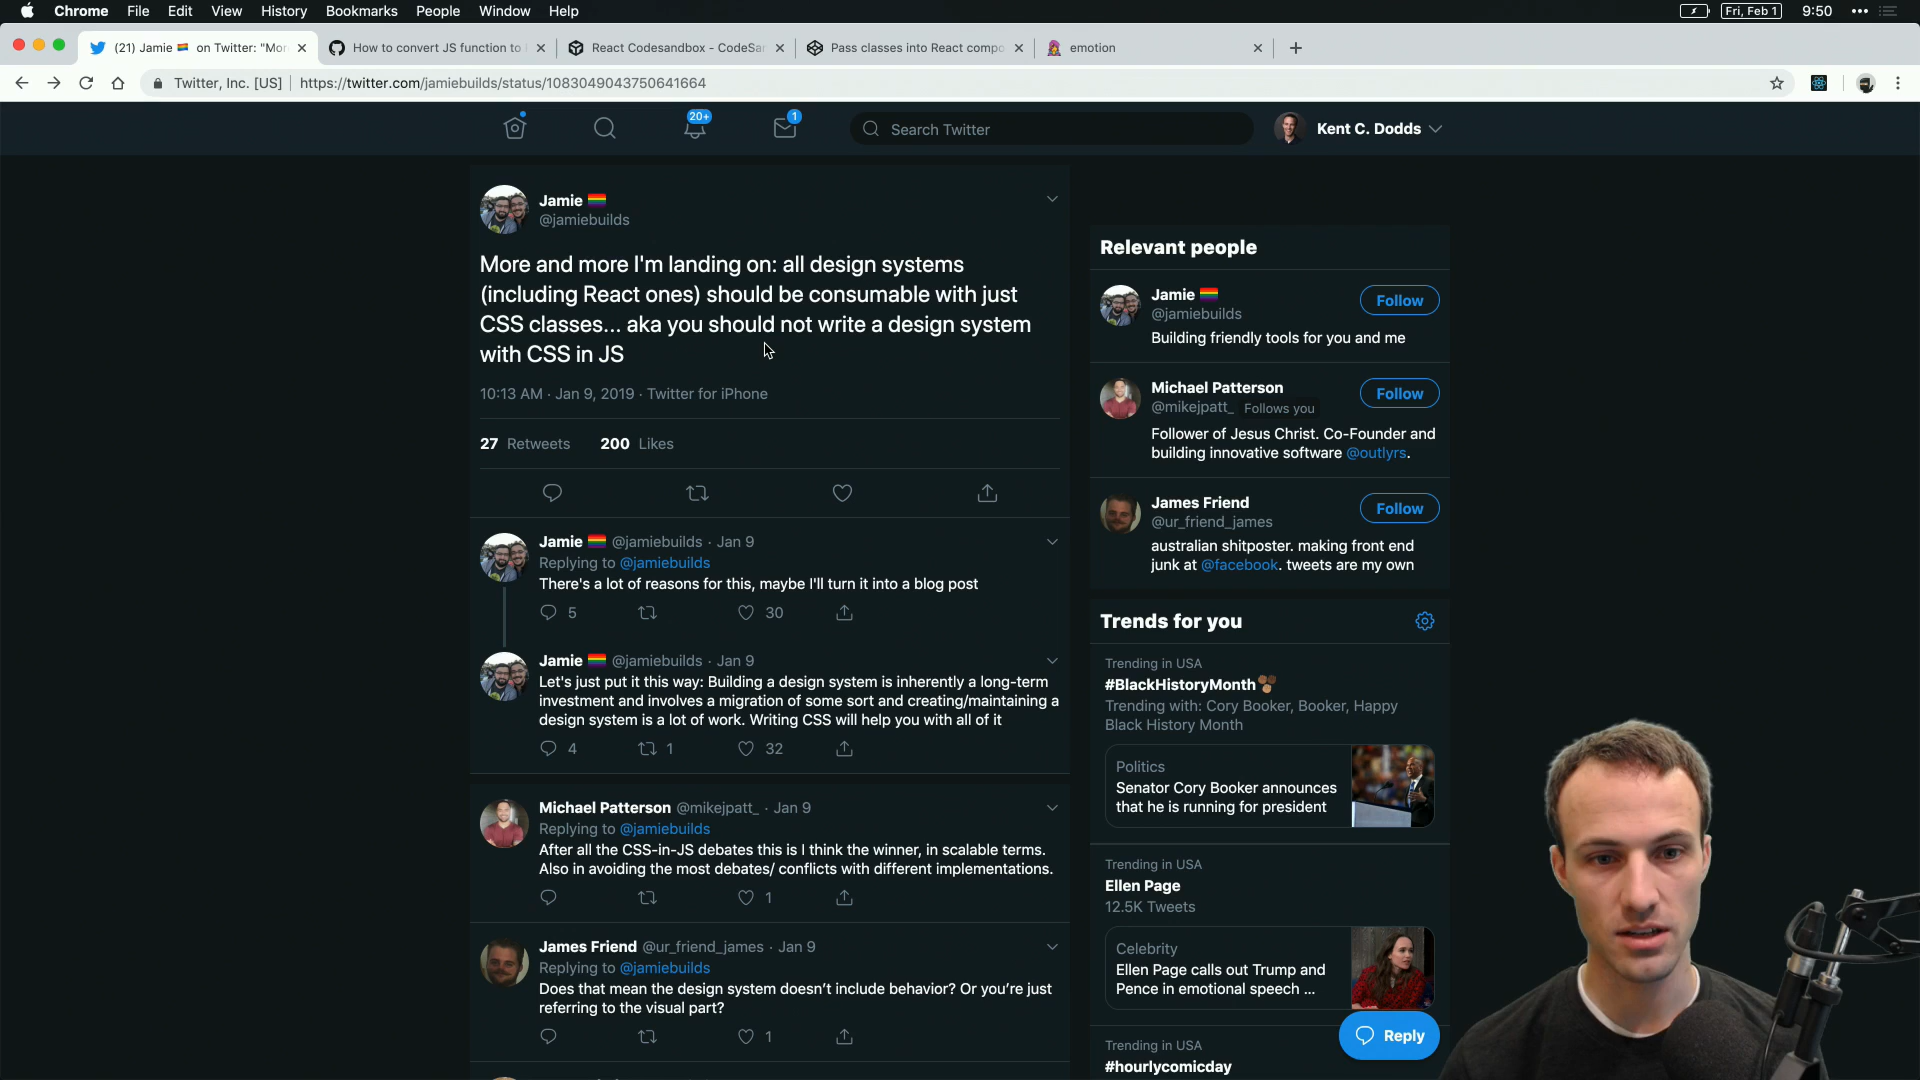 Chrome File Edit View History Bookmarks People Window Help
Fri, Feb 1 9:50
(21) Jamie on Twitter: "Mor
How to convert JS function to
React Codesandbox - CodeSa
Pass classes into React compo
emotion
Twitter, Inc. [US] https://twitter.com/jamiebuilds/status/1083049043750641664
20+
1
Search Twitter
Kent C. Dodds
Jamie
@jamiebuilds
More and more I'm landing on: all design systems
(including React ones) should be consumable with just
CSS classes... aka you should not write a design system
with CSS in JS
10:13 AM · Jan 9, 2019 · Twitter for iPhone
27 Retweets 200 Likes
Jamie @jamiebuilds · Jan 9
Replying to @jamiebuilds
There's a lot of reasons for this, maybe I'll turn it into a blog post
5 30
Jamie @jamiebuilds · Jan 9
Let's just put it this way: Building a design system is inherently a long-term
investment and involves a migration of some sort and creating/maintaining a
design system is a lot of work. Writing CSS will help you with all of it
4 1 32
Michael Patterson @mikejpatt_ · Jan 9
Replying to @jamiebuilds
After all the CSS-in-JS debates this is I think the winner, in scalable terms.
Also in avoiding the most debates/ conflicts with different implementations.
1
James Friend @ur_friend_james · Jan 9
Replying to @jamiebuilds
Does that mean the design system doesn't include behavior? Or you're just
referring to the visual part?
1
Relevant people
Jamie
@jamiebuilds
Follow
Building friendly tools for you and me
Michael Patterson
@mikejpatt_ Follows you
Follow
Follower of Jesus Christ. Co-Founder and
building innovative software @outlyrs.
James Friend
@ur_friend_james
Follow
australian shitposter. making front end
junk at @facebook. tweets are my own
Trends for you
Trending in USA
#BlackHistoryMonth
Trending with: Cory Booker, Booker, Happy
Black History Month
Politics
Senator Cory Booker announces
that he is running for president
Trending in USA
Ellen Page
12.5K Tweets
Celebrity
Ellen Page calls out Trump and
Pence in emotional speech ...
Reply
Trending in USA
#hourlycomicday